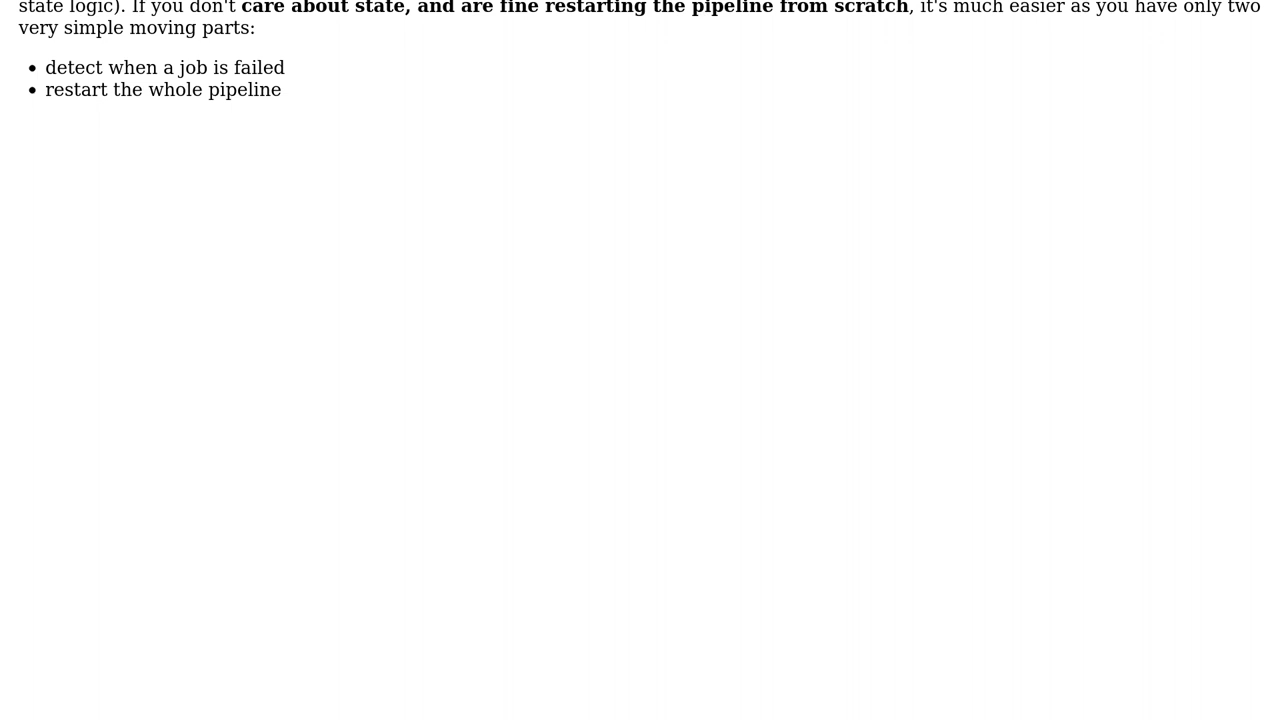 state logic). If you don't care about state, and are fine restarting the pipeline from scratch, it's much easier as you have only two
very simple moving parts:
• detect when a job is failed
• restart the whole pipeline